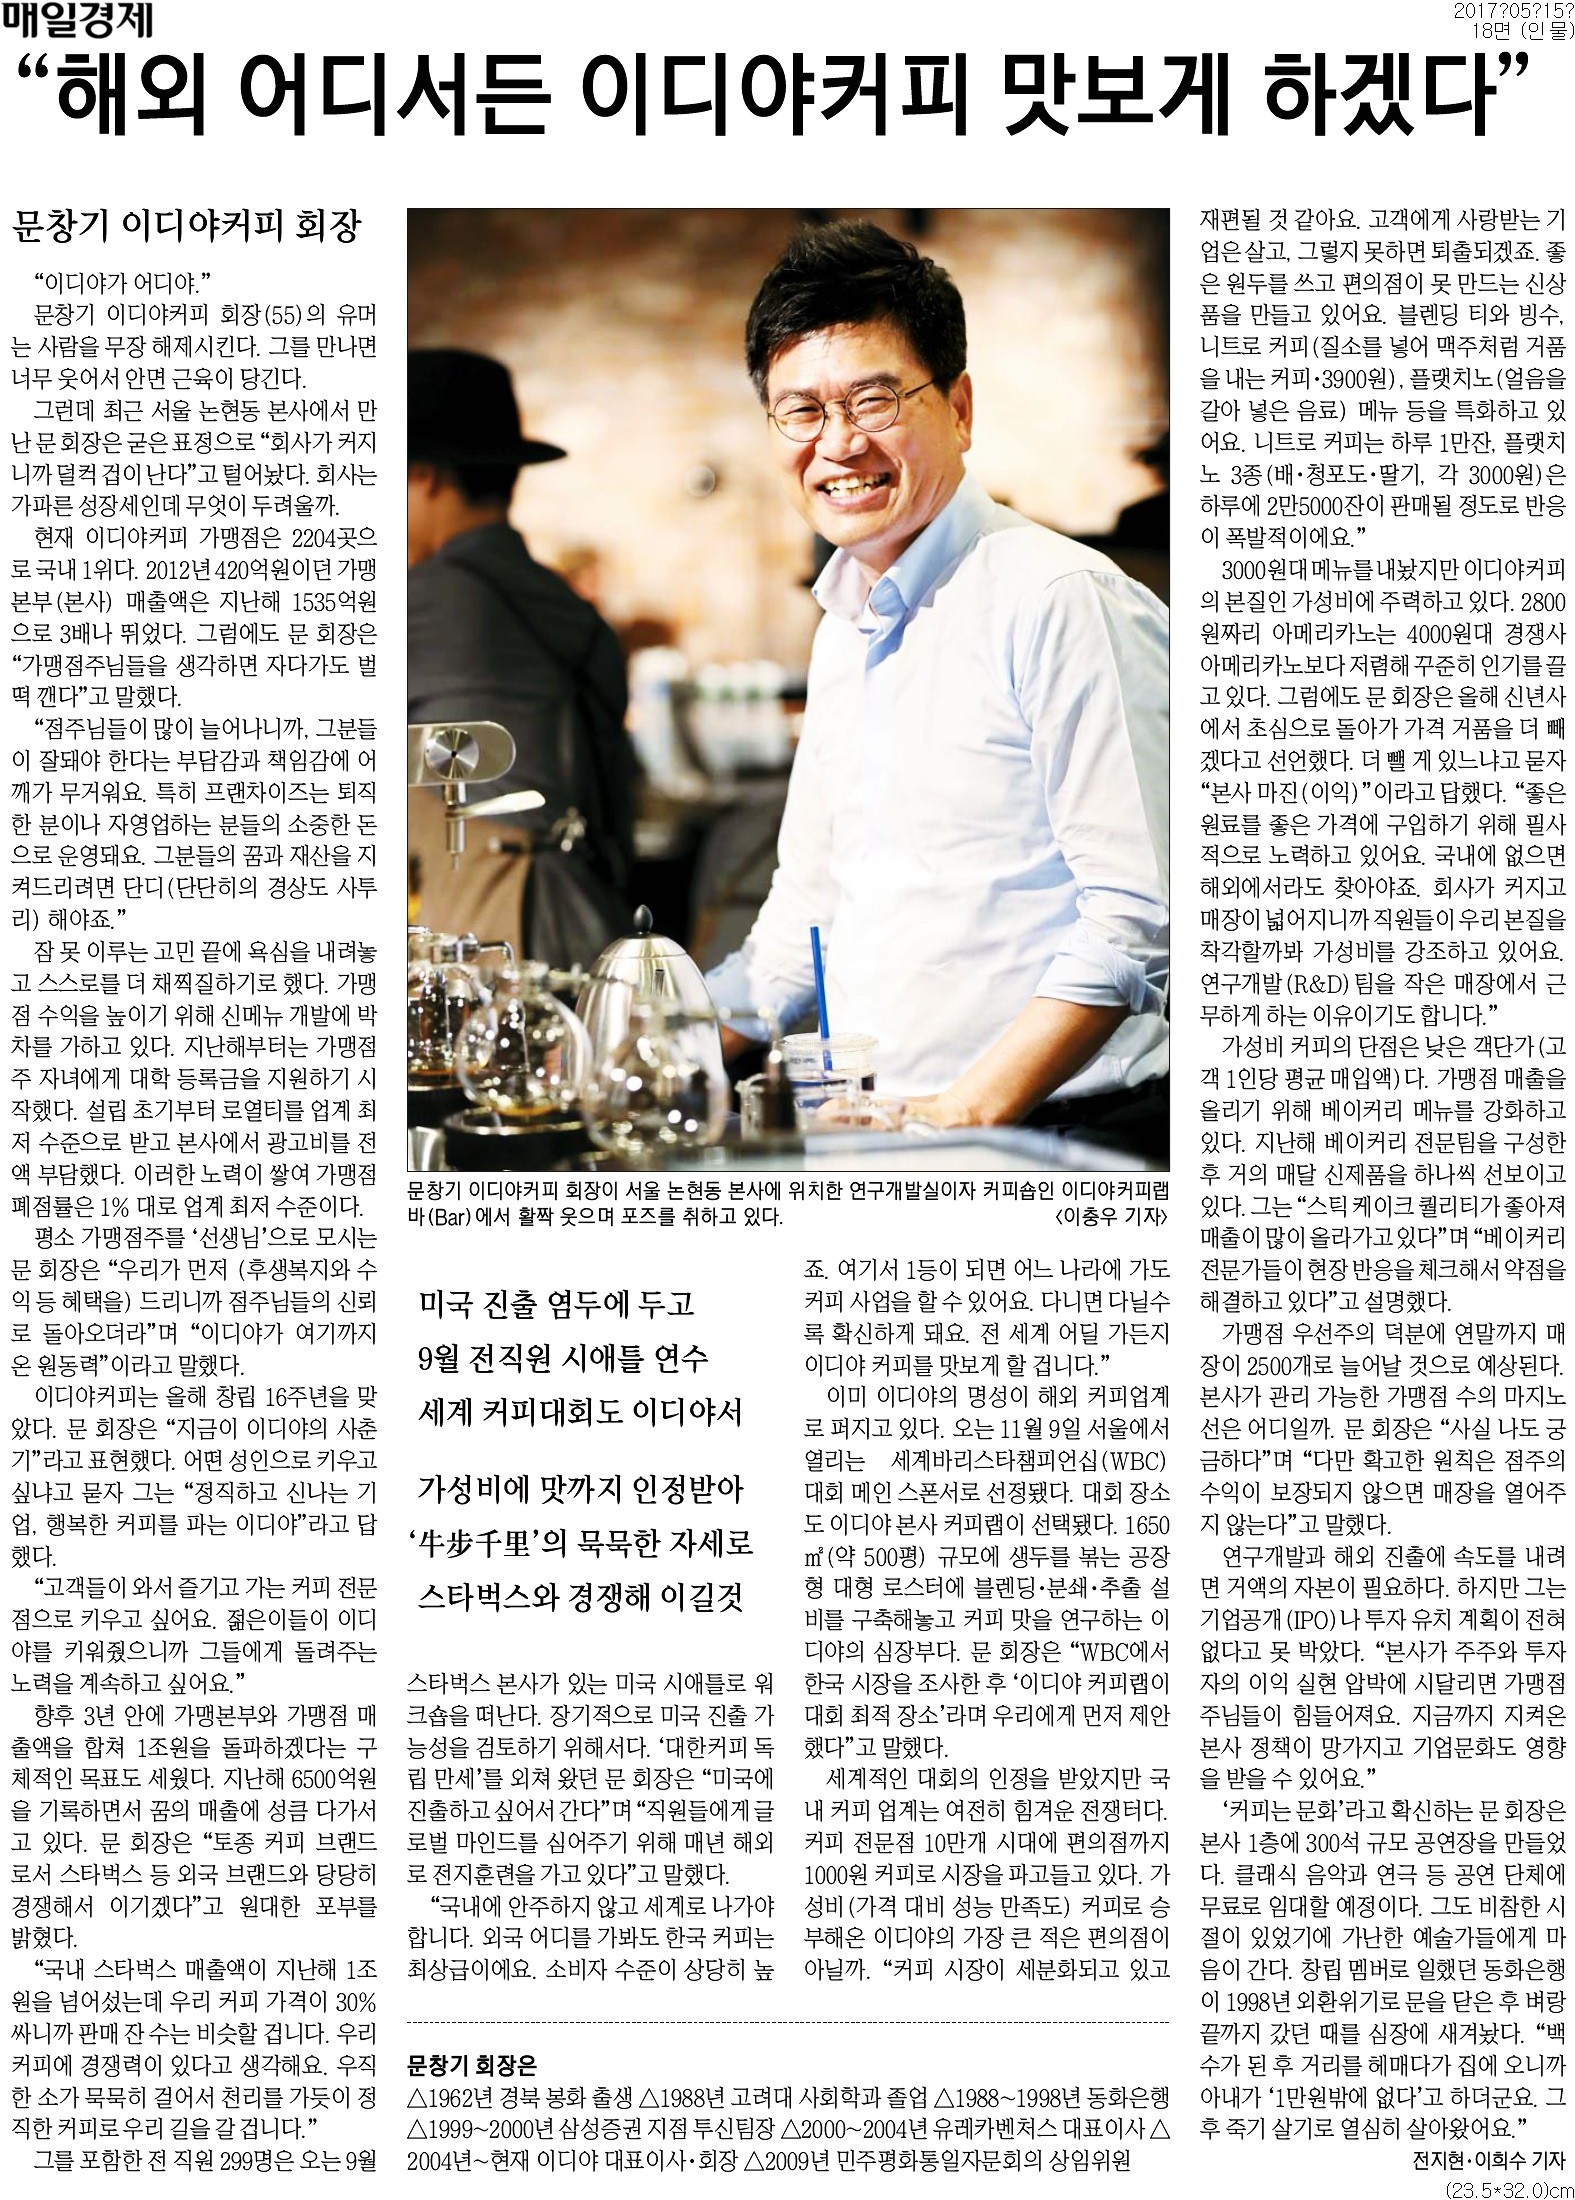 매일경제
2017?05?15?
18면 (인물)
“해외 어디서든 이디야커피 맛보게 하겠다”
문창기 이디야커피 회장
“이디야가 어디야.”
문창기 이디야커피 회장(55)의 유머
는 사람을 무장 해제시킨다. 그를 만나면
너무 웃어서 안면 근육이 당긴다.
그런데 최근 서울 논현동 본사에서 만
난 문 회장은 굳은 표정으로 “회사가 커지
니까 덜컥 겁이 난다”고 털어놨다. 회사는
가파른 성장세인데 무엇이 두려울까.
현재 이디야커피 가맹점은 2204곳으
로 국내 1위다. 2012년 420억원이던 가맹
본부(본사) 매출액은 지난해 1535억원
으로 3배나 뛰었다. 그럼에도 문 회장은
“가맹점주님들을 생각하면 자다가도 벌
떡 깬다”고 말했다.
“점주님들이 많이 늘어나니까, 그분들
이 잘돼야 한다는 부담감과 책임감에 어
깨가 무거워요. 특히 프랜차이즈는 퇴직
한 분이나 자영업하는 분들의 소중한 돈
으로 운영돼요. 그분들의 꿈과 재산을 지
켜드리려면 단디(단단히의 경상도 사투
리) 해야죠.”
잠 못 이루는 고민 끝에 욕심을 내려놓
고 스스로를 더 채찍질하기로 했다. 가맹
점 수익을 높이기 위해 신메뉴 개발에 박
차를 가하고 있다. 지난해부터는 가맹점
주 자녀에게 대학 등록금을 지원하기 시
작했다. 설립 초기부터 로열티를 업계 최
저 수준으로 받고 본사에서 광고비를 전
액 부담했다. 이러한 노력이 쌓여 가맹점
폐점률은 1% 대로 업계 최저 수준이다.
평소 가맹점주를 ‘선생님’으로 모시는
문 회장은 “우리가 먼저 (후생복지와 수
익 등 혜택을) 드리니까 점주님들의 신뢰
로 돌아오더라”며 “이디야가 여기까지
온 원동력”이라고 말했다.
이디야커피는 올해 창립 16주년을 맞
았다. 문 회장은 “지금이 이디야의 사춘
기”라고 표현했다. 어떤 성인으로 키우고
싶냐고 묻자 그는 “정직하고 신나는 기
업, 행복한 커피를 파는 이디야”라고 답
했다.
“고객들이 와서 즐기고 가는 커피 전문
점으로 키우고 싶어요. 젊은이들이 이디
야를 키워줬으니까 그들에게 돌려주는
노력을 계속하고 싶어요.”
향후 3년 안에 가맹본부와 가맹점 매
출액을 합쳐 1조원을 돌파하겠다는 구
체적인 목표도 세웠다. 지난해 6500억원
을 기록하면서 꿈의 매출에 성큼 다가서
고 있다. 문 회장은 “토종 커피 브랜드
로서 스타벅스 등 외국 브랜드와 당당히
경쟁해서 이기겠다”고 원대한 포부를
밝혔다.
“국내 스타벅스 매출액이 지난해 1조
원을 넘어섰는데 우리 커피 가격이 30%
싸니까 판매 잔 수는 비슷할 겁니다. 우리
커피에 경쟁력이 있다고 생각해요. 우직
한 소가 묵묵히 걸어서 천리를 가듯이 정
직한 커피로 우리 길을 갈 겁니다.”
그를 포함한 전 직원 299명은 오는 9월
문창기 이디야커피 회장이 서울 논현동 본사에 위치한 연구개발실이자 커피숍인 이디야커피랩
바(Bar)에서 활짝 웃으며 포즈를 취하고 있다. <이충우 기자>
미국 진출 염두에 두고
9월 전직원 시애틀 연수
세계 커피대회도 이디야서
가성비에 맛까지 인정받아
‘牛步千里’의 묵묵한 자세로
스타벅스와 경쟁해 이길것
스타벅스 본사가 있는 미국 시애틀로 워
크숍을 떠난다. 장기적으로 미국 진출 가
능성을 검토하기 위해서다. ‘대한커피 독
립 만세’를 외쳐 왔던 문 회장은 “미국에
진출하고 싶어서 간다”며 “직원들에게 글
로벌 마인드를 심어주기 위해 매년 해외
로 전지훈련을 가고 있다”고 말했다.
“국내에 안주하지 않고 세계로 나가야
합니다. 외국 어디를 가봐도 한국 커피는
최상급이에요. 소비자 수준이 상당히 높
죠. 여기서 1등이 되면 어느 나라에 가도
커피 사업을 할 수 있어요. 다니면 다닐수
록 확신하게 돼요. 전 세계 어딜 가든지
이디야 커피를 맛보게 할 겁니다.”
이미 이디야의 명성이 해외 커피업계
로 퍼지고 있다. 오는 11월 9일 서울에서
열리는 세계바리스타챔피언십(WBC)
대회 메인 스폰서로 선정됐다. 대회 장소
도 이디야 본사 커피랩이 선택됐다. 1650
㎡(약 500평) 규모에 생두를 볶는 공장
형 대형 로스터에 블렌딩·분쇄·추출 설
비를 구축해놓고 커피 맛을 연구하는 이
디야의 심장부다. 문 회장은 “WBC에서
한국 시장을 조사한 후 ‘이디야 커피랩이
대회 최적 장소’라며 우리에게 먼저 제안
했다”고 말했다.
세계적인 대회의 인정을 받았지만 국
내 커피 업계는 여전히 힘겨운 전쟁터다.
커피 전문점 10만개 시대에 편의점까지
1000원 커피로 시장을 파고들고 있다. 가
성비(가격 대비 성능 만족도) 커피로 승
부해온 이디야의 가장 큰 적은 편의점이
아닐까. “커피 시장이 세분화되고 있고
재편될 것 같아요. 고객에게 사랑받는 기
업은 살고, 그렇지 못하면 퇴출되겠죠. 좋
은 원두를 쓰고 편의점이 못 만드는 신상
품을 만들고 있어요. 블렌딩 티와 빙수,
니트로 커피(질소를 넣어 맥주처럼 거품
을 내는 커피·3900원), 플랫치노(얼음을
갈아 넣은 음료) 메뉴 등을 특화하고 있
어요. 니트로 커피는 하루 1만잔, 플랫치
노 3종(배·청포도·딸기, 각 3000원)은
하루에 2만5000잔이 판매될 정도로 반응
이 폭발적이에요.”
3000원대 메뉴를 내놨지만 이디야커피
의 본질인 가성비에 주력하고 있다. 2800
원짜리 아메리카노는 4000원대 경쟁사
아메리카노보다 저렴해 꾸준히 인기를 끌
고 있다. 그럼에도 문 회장은 올해 신년사
에서 초심으로 돌아가 가격 거품을 더 빼
겠다고 선언했다. 더 뺄 게 있느냐고 묻자
“본사 마진(이익)”이라고 답했다. “좋은
원료를 좋은 가격에 구입하기 위해 필사
적으로 노력하고 있어요. 국내에 없으면
해외에서라도 찾아야죠. 회사가 커지고
매장이 넓어지니까 직원들이 우리 본질을
착각할까봐 가성비를 강조하고 있어요.
연구개발(R&D)팀을 작은 매장에서 근
무하게 하는 이유이기도 합니다.”
가성비 커피의 단점은 낮은 객단가(고
객 1인당 평균 매입액)다. 가맹점 매출을
올리기 위해 베이커리 메뉴를 강화하고
있다. 지난해 베이커리 전문팀을 구성한
후 거의 매달 신제품을 하나씩 선보이고
있다. 그는 “스틱 케이크 퀄리티가 좋아져
매출이 많이 올라가고 있다”며 “베이커리
전문가들이 현장 반응을 체크해서 약점을
해결하고 있다”고 설명했다.
가맹점 우선주의 덕분에 연말까지 매
장이 2500개로 늘어날 것으로 예상된다.
본사가 관리 가능한 가맹점 수의 마지노
선은 어디일까. 문 회장은 “사실 나도 궁
금하다”며 “다만 확고한 원칙은 점주의
수익이 보장되지 않으면 매장을 열어주
지 않는다”고 말했다.
연구개발과 해외 진출에 속도를 내려
면 거액의 자본이 필요하다. 하지만 그는
기업공개(IPO)나 투자 유치 계획이 전혀
없다고 못 박았다. “본사가 주주와 투자
자의 이익 실현 압박에 시달리면 가맹점
주님들이 힘들어져요. 지금까지 지켜온
본사 정책이 망가지고 기업문화도 영향
을 받을 수 있어요.”
‘커피는 문화’라고 확신하는 문 회장은
본사 1층에 300석 규모 공연장을 만들었
다. 클래식 음악과 연극 등 공연 단체에
무료로 임대할 예정이다. 그도 비참한 시
절이 있었기에 가난한 예술가들에게 마
음이 간다. 창립 멤버로 일했던 동화은행
이 1998년 외환위기로 문을 닫은 후 벼랑
끝까지 갔던 때를 심장에 새겨놨다. “백
수가 된 후 거리를 헤매다가 집에 오니까
아내가 ‘1만원밖에 없다’고 하더군요. 그
후 죽기 살기로 열심히 살아왔어요.”
전지현·이희수 기자
문창기 회장은
△1962년 경북 봉화 출생 △1988년 고려대 사회학과 졸업 △1988~1998년 동화은행
△1999~2000년 삼성증권 지점 투신팀장 △2000~2004년 유레카벤처스 대표이사 △
2004년~현재 이디야 대표이사·회장 △2009년 민주평화통일자문회의 상임위원
(23.5*32.0)cm